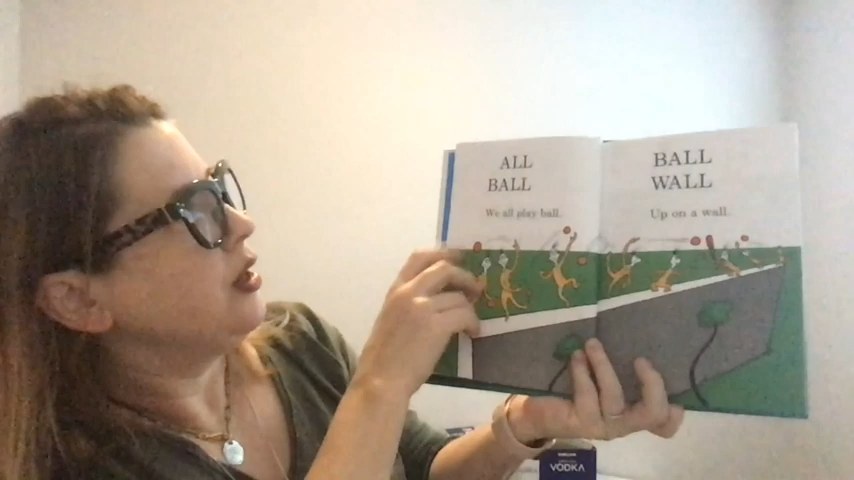 ALL
BALL
We all play ball.
BALL
WALL
Up on a wall.
VODKA